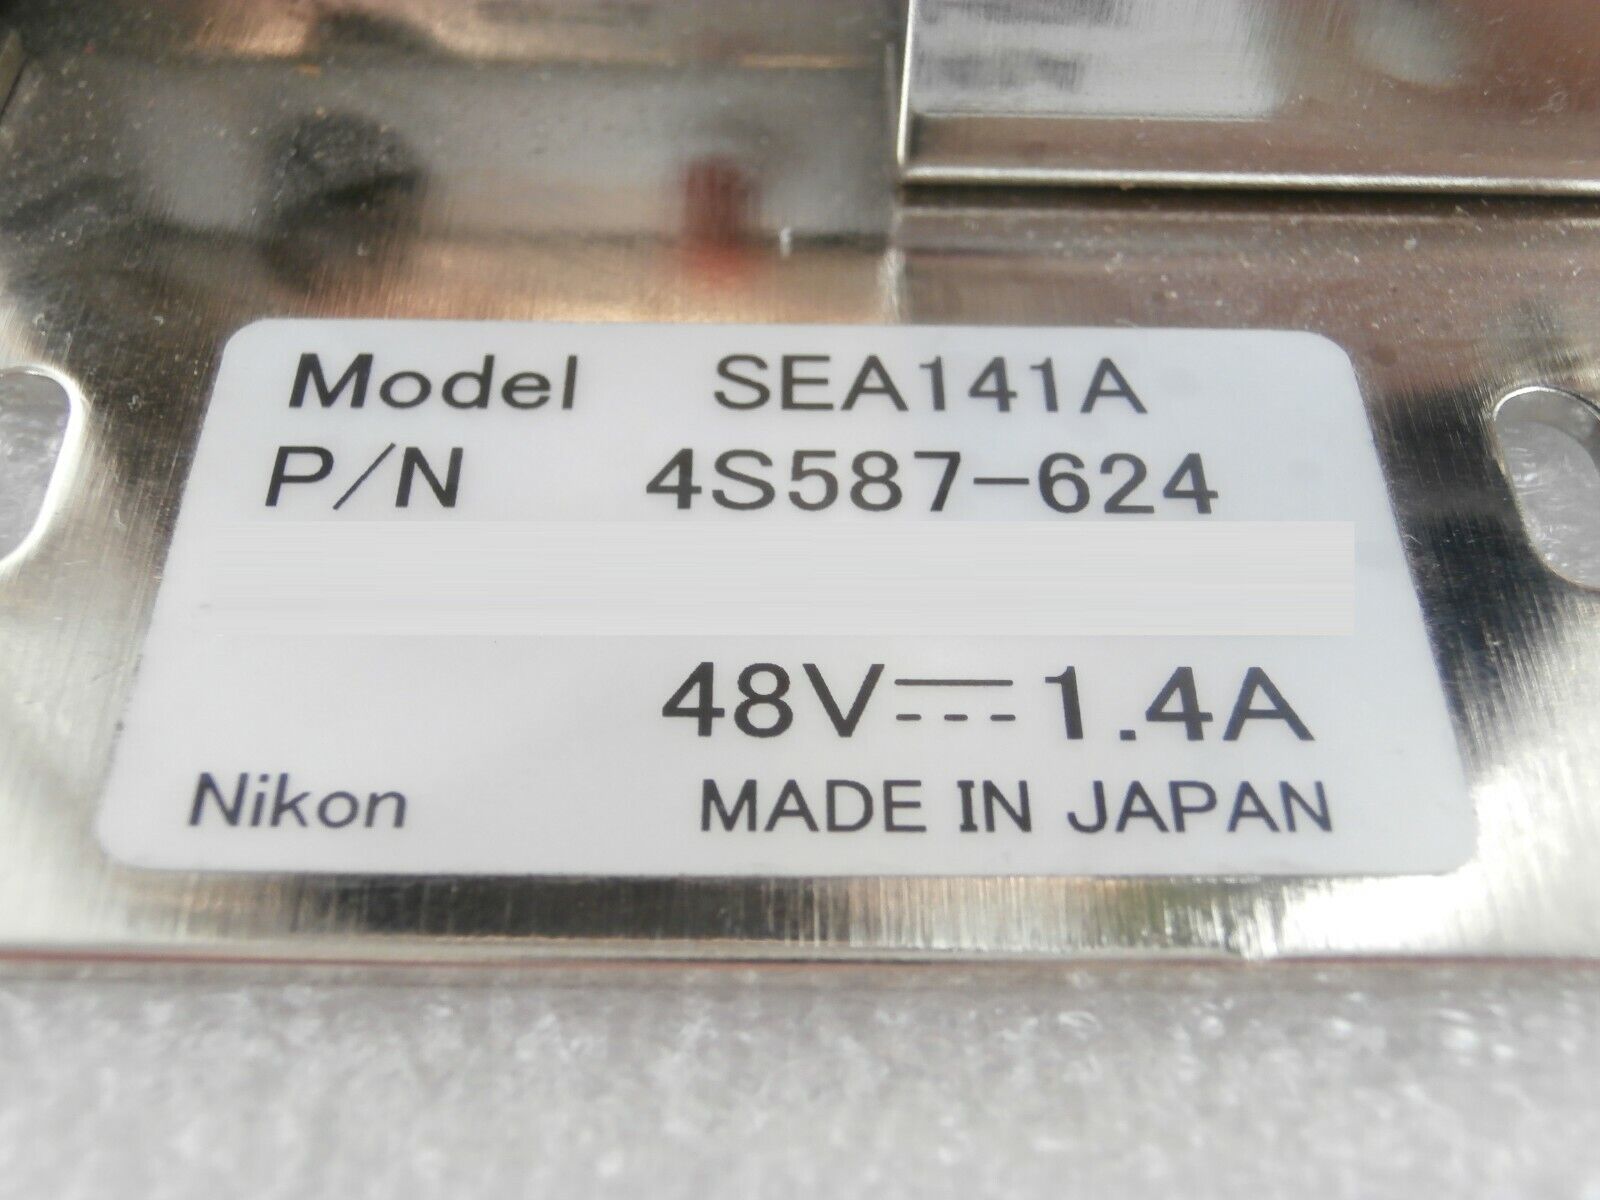 Model SEA141A
P/N 4S587-624
48V⎓1.4A
Nikon MADE IN JAPAN